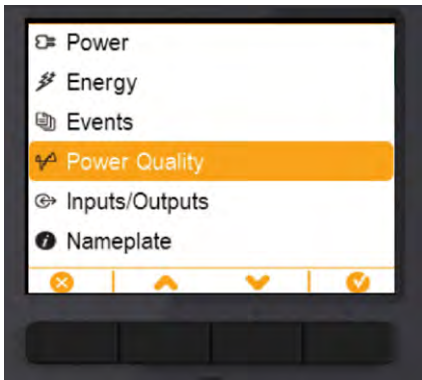 Power
Energy
Events
Power Quality
Inputs/Outputs
Nameplate